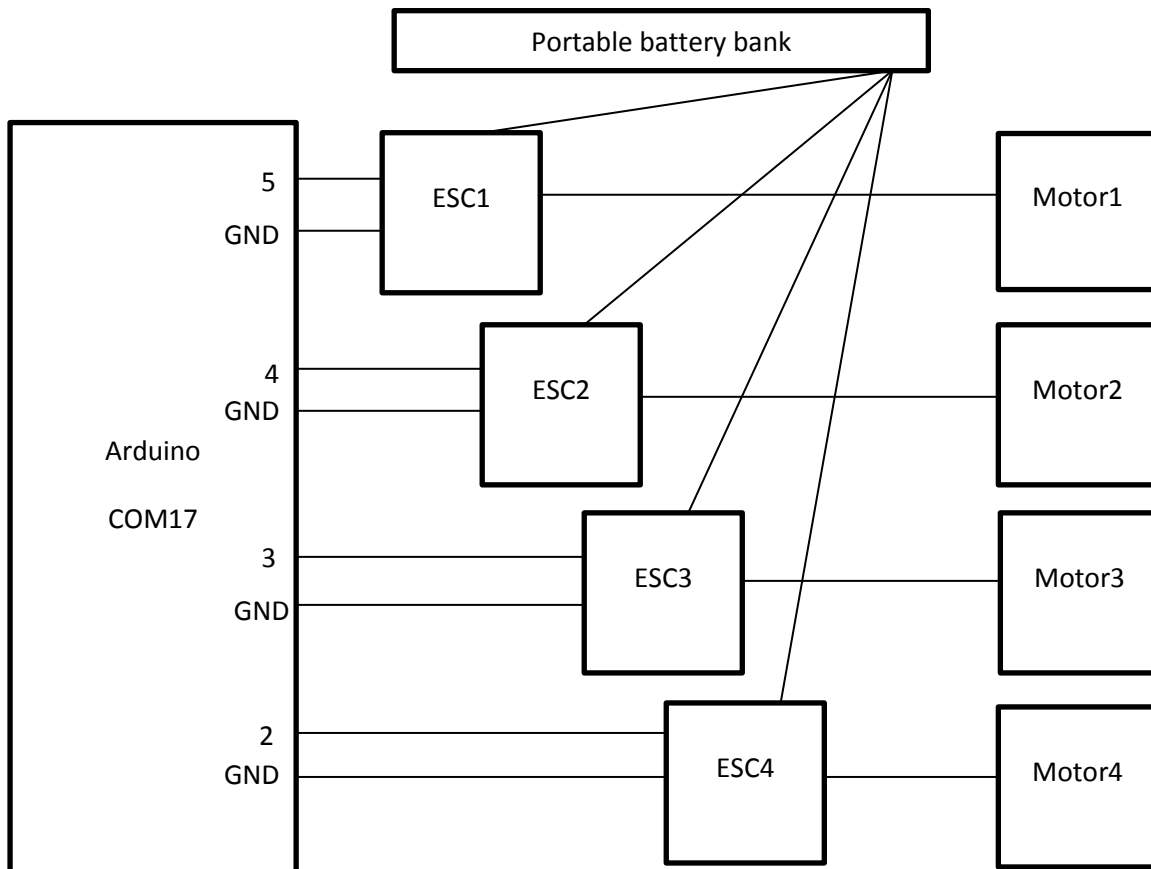 Portable battery bank
5
ESC1
Motor1
GND
4
ESC2
Motor2
GND
Arduino
COM17
3
ESC3
Motor3
GND
2
ESC4
Motor4
GND